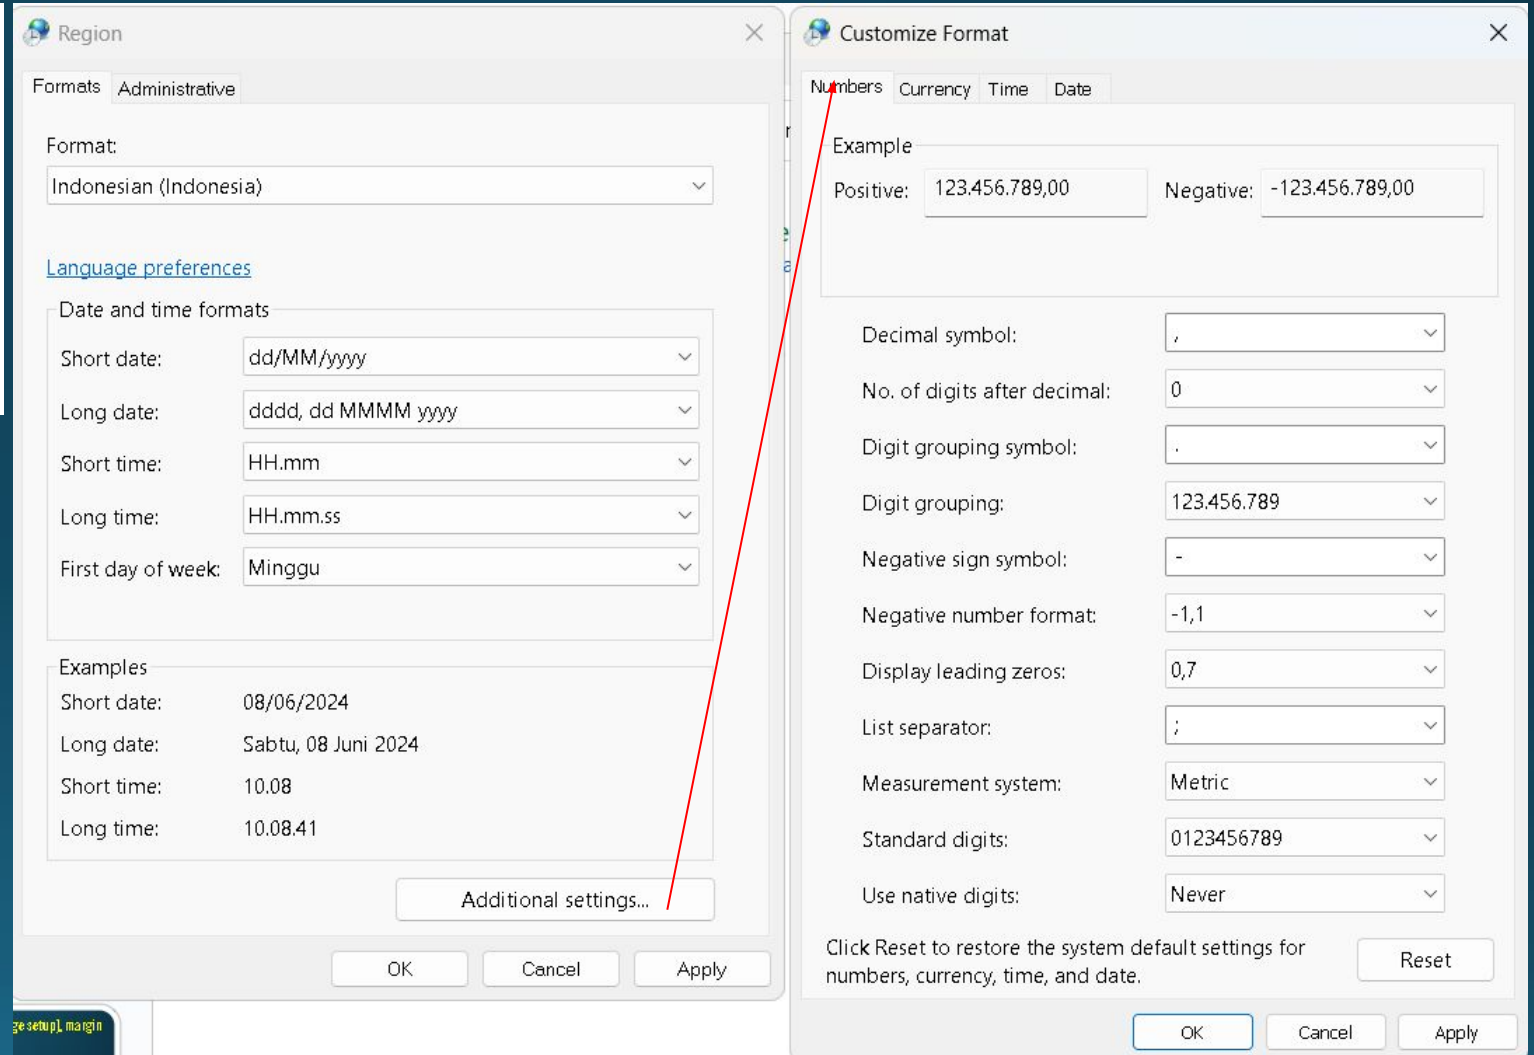 Region
Formats
Administrative
Format:
Indonesian (Indonesia)
Language preferences
Date and time formats
Short date: dd/MM/yyyy
Long date: dddd, dd MMMM yyyy
Short time: HH.mm
Long time: HH.mm.ss
First day of week: Minggu
Examples
Short date: 08/06/2024
Long date: Sabtu, 08 Juni 2024
Short time: 10.08
Long time: 10.08.41
Additional settings...
OK
Cancel
Apply
ge setup], margin
Customize Format
Numbers
Currency
Time
Date
Example
Positive: 123.456.789,00 Negative: -123.456.789,00
Decimal symbol: ,
No. of digits after decimal: 0
Digit grouping symbol: .
Digit grouping: 123.456.789
Negative sign symbol: -
Negative number format: -1,1
Display leading zeros: 0,7
List separator: ;
Measurement system: Metric
Standard digits: 0123456789
Use native digits: Never
Click Reset to restore the system default settings for
numbers, currency, time, and date.
Reset
OK
Cancel
Apply